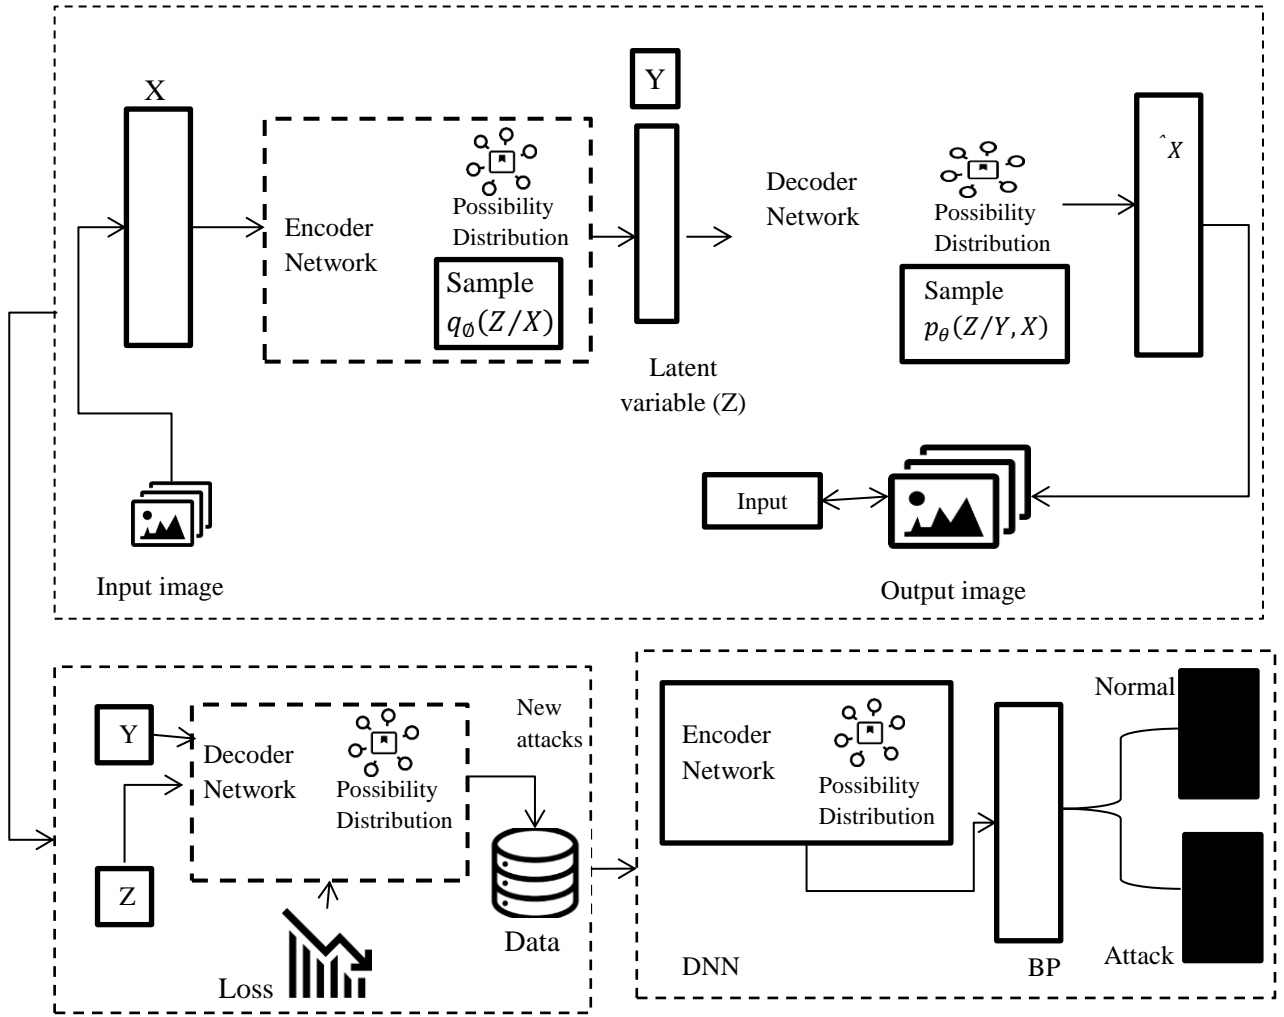 X
Y
Encoder
Network
Possibility
Distribution
Sample
q∅(Z/X)
Latent
variable (Z)
Decoder
Network
Possibility
Distribution
Sample
pθ(Z/Y, X)
^X
Input image
Input
Output image
Y
Z
Decoder
Network
Possibility
Distribution
New
attacks
Loss
Data
Encoder
Network
Possibility
Distribution
DNN
BP
Normal
Attack